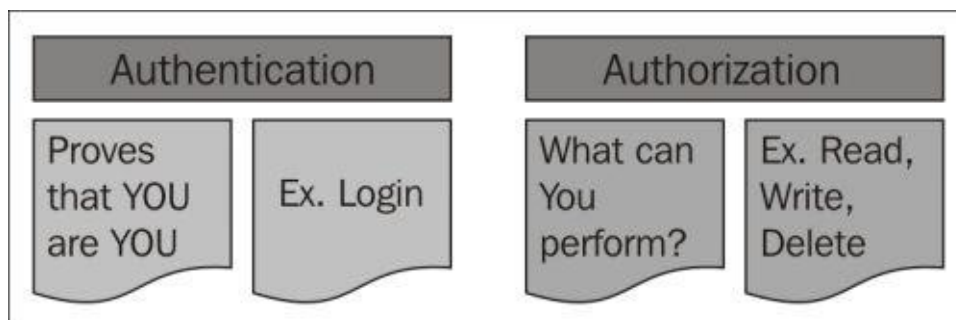 Authentication
Proves
that YOU
are YOU
Ex. Login
Authorization
What can
You
perform?
Ex. Read,
Write,
Delete